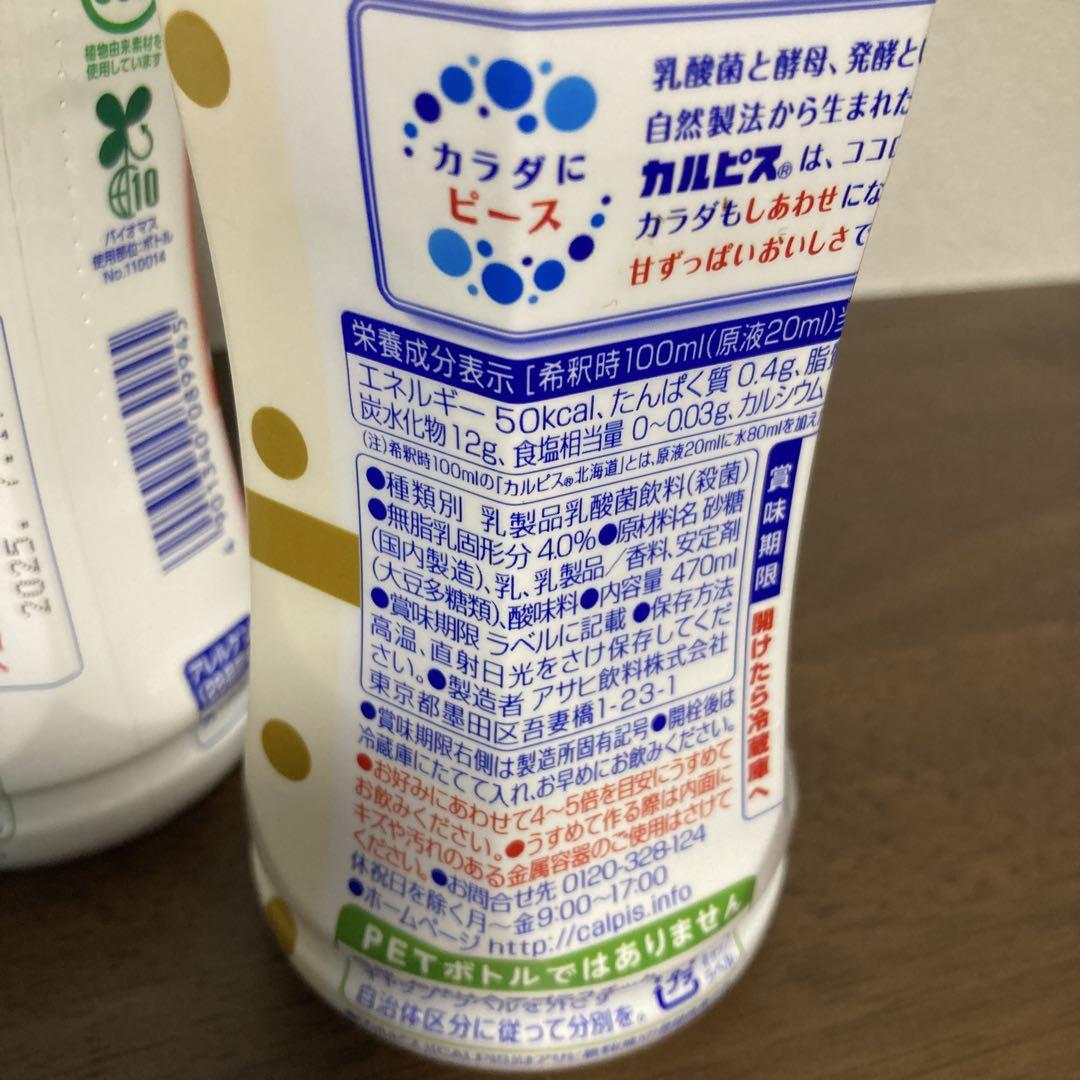 植物由来素材を
使用しています
10
バイオマス
使用部位:ボトル
No.110014
2025.
カラダに
ピース
乳酸菌と酵母、発酵と
自然製法から生まれた
カルピス®は、ココ
カラダもしあわせにな
甘ずっぱいおいしさで
栄養成分表示 [希釈時100ml(原液20ml)
エネルギー 50kcal、たんぱく質 0.4g、脂
炭水化物 12g、食塩相当量 0~0.03g、カルシウム
(注)希釈時100mlの「カルピス®北海道」とは、原液20mlに水80mlを加え
●種類別 乳製品乳酸菌飲料(殺菌)
●無脂乳固形分 4.0%●原材料名 砂糖
(国内製造)、乳、乳製品/香料、安定剤
(大豆多糖類)、酸味料●内容量 470ml
●賞味期限 ラベルに記載 ●保存方法
高温、直射日光をさけ保存してくだ
さい。●製造者 アサヒ飲料株式会社
東京都墨田区吾妻橋1-23-1
●賞味期限右側は製造所固有記号●開栓後は
冷蔵庫にたてて入れ、お早めにお飲みください。
●お好みにあわせて4~5倍を目安にうすめて
お飲みください。●うすめて作る際は内面に
キズや汚れのある金属容器のご使用はさけて
ください。●お問合せ先 0120-328-124
休祝日を除く月~金9:00~17:00
●ホームページ http://calpis.info
賞味期限
開けたら冷蔵庫へ
PETボトルではありません
自治体区分に従って分別を。
プラ